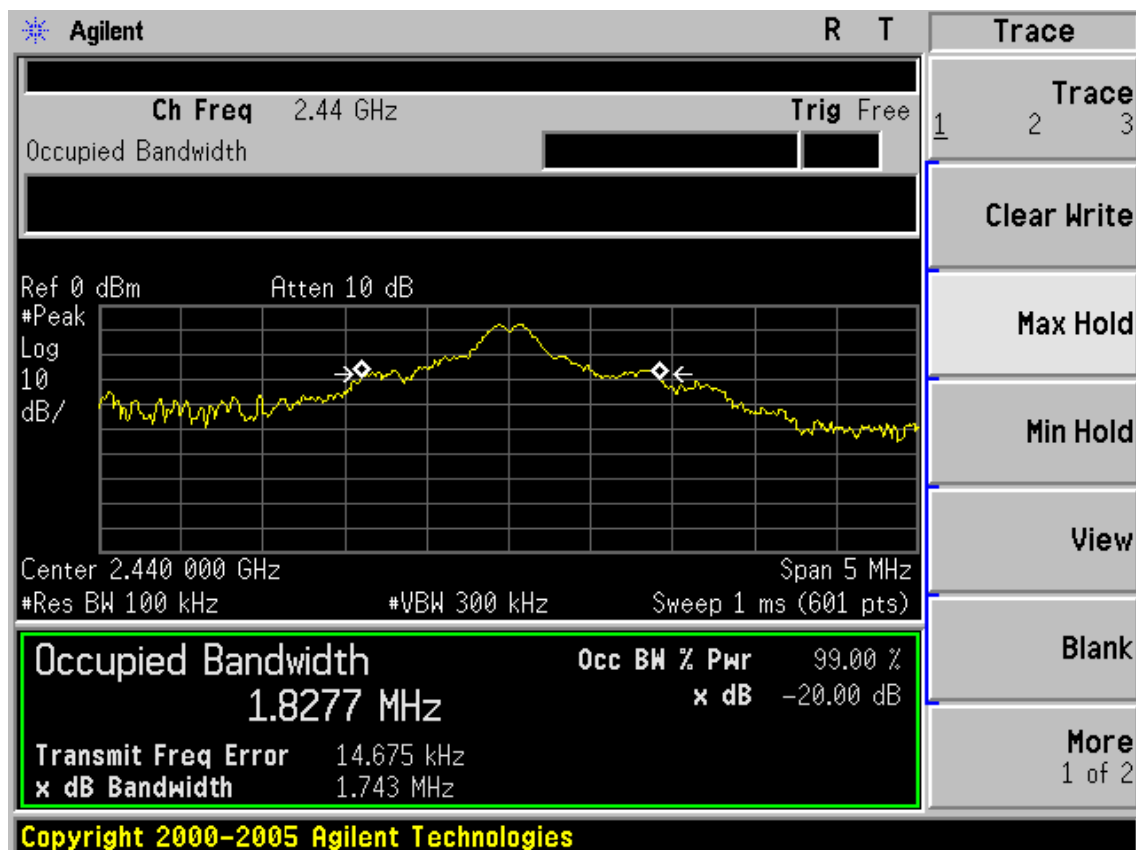 Agilent R T Trace
Ch Freq 2.44 GHz Trig Free
Occupied Bandwidth
Trace
1 2 3
Clear Write
Max Hold
Min Hold
View
Blank
More
1 of 2
Ref 0 dBm Atten 10 dB
#Peak
Log
10
dB/
Center 2.440 000 GHz Span 5 MHz
#Res BW 100 kHz #VBW 300 kHz Sweep 1 ms (601 pts)
Occupied Bandwidth Occ BW % Pwr 99.00 %
1.8277 MHz x dB -20.00 dB
Transmit Freq Error 14.675 kHz
x dB Bandwidth 1.743 MHz
Copyright 2000-2005 Agilent Technologies